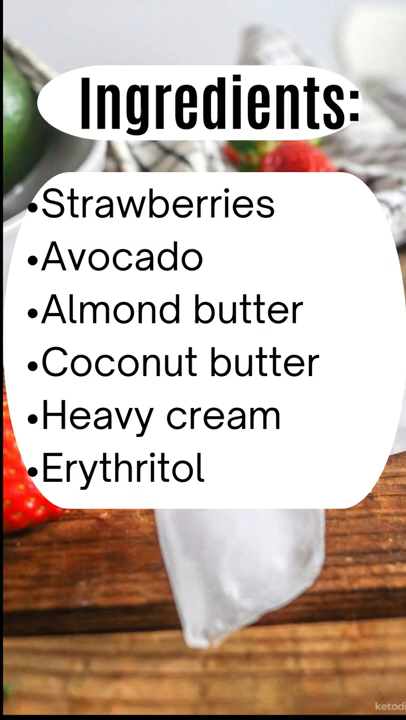 Ingredients:
•Strawberries
•Avocado
•Almond butter
•Coconut butter
•Heavy cream
•Erythritol